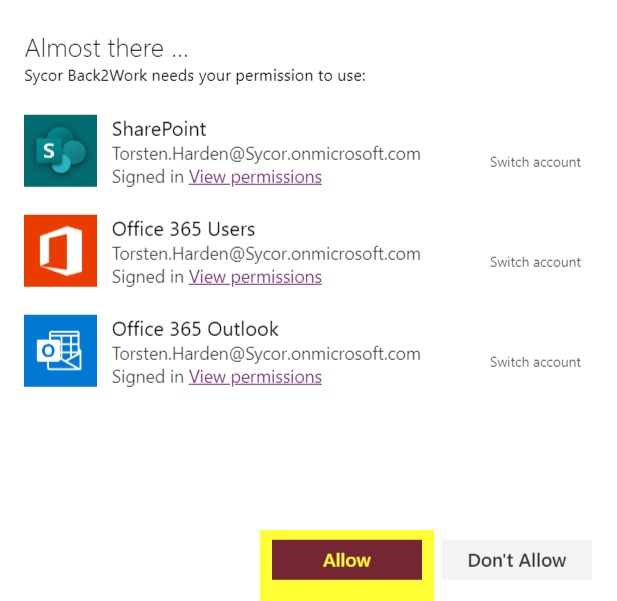 Almost there ...
Sycor Back2Work needs your permission to use:
S
SharePoint
Torsten.Harden@Sycor.onmicrosoft.com
Signed in View permissions
Switch account
Office 365 Users
Torsten.Harden@Sycor.onmicrosoft.com
Signed in View permissions
Switch account
O
Office 365 Outlook
Torsten.Harden@Sycor.onmicrosoft.com
Signed in View permissions
Switch account
Allow
Don't Allow